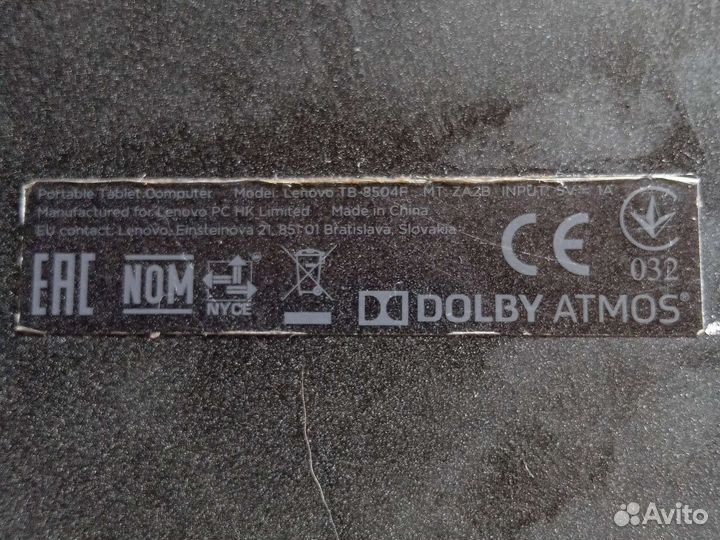 Portable Tablet Computer Model: Lenovo TB-8504F MT: ZA2B INPUT: 5V⎓1A
Manufactured for Lenovo PC HK Limited Made in China
EU contact: Lenovo, Einsteinova 21, 851 01 Bratislava, Slovakia
CE
032
EAC
NOM
NYCE
DOLBY ATMOS®
Avito